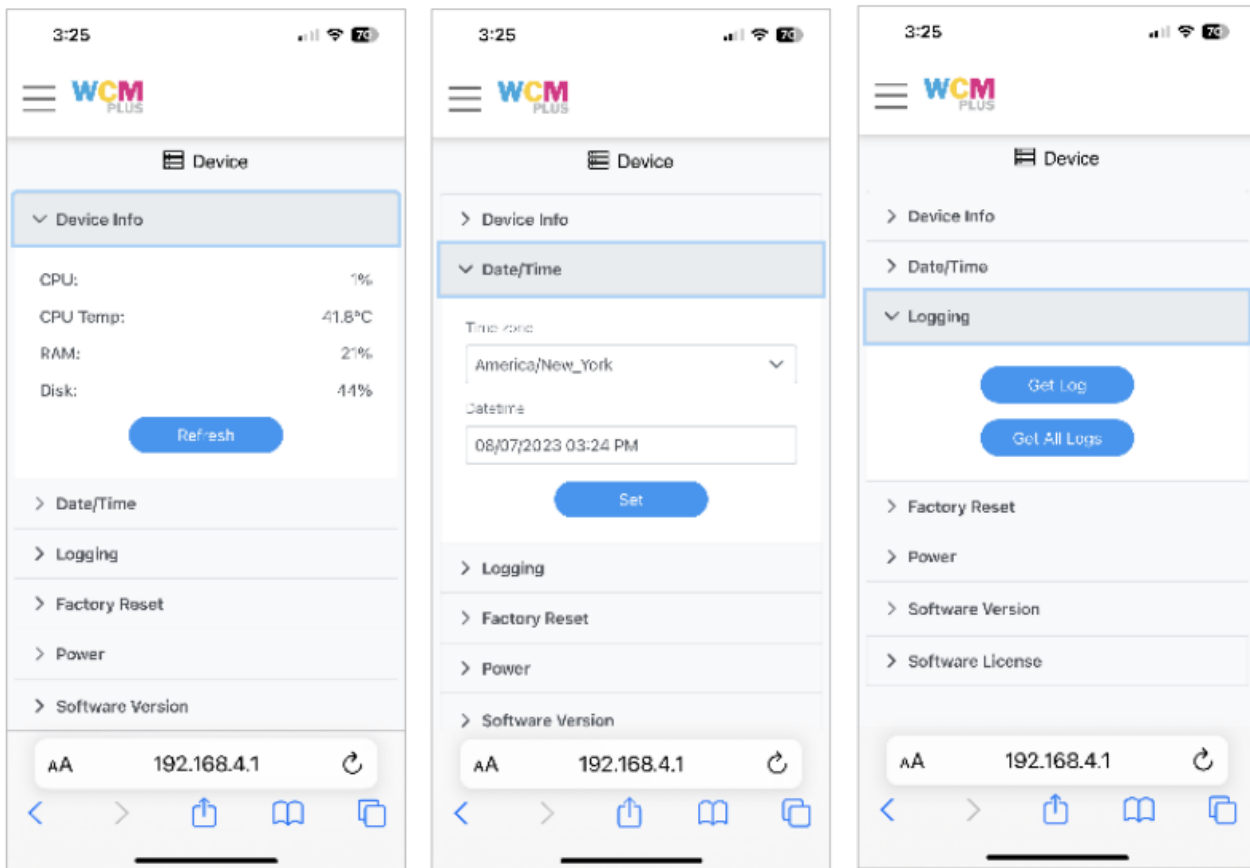 3:25
70
WCM
PLUS
Device
Device Info
CPU: 1%
CPU Temp: 41.8°C
RAM: 21%
Disk: 44%
Refresh
Date/Time
Logging
Factory Reset
Power
Software Version
AA 192.168.4.1
3:25
70
WCM
PLUS
Device
Device Info
Date/Time
Time zone
America/New_York
Datetime
08/07/2023 03:24 PM
Set
Logging
Factory Reset
Power
Software Version
AA 192.168.4.1
3:25
70
WCM
PLUS
Device
Device Info
Date/Time
Logging
Get Log
Get All Logs
Factory Reset
Power
Software Version
Software License
AA 192.168.4.1